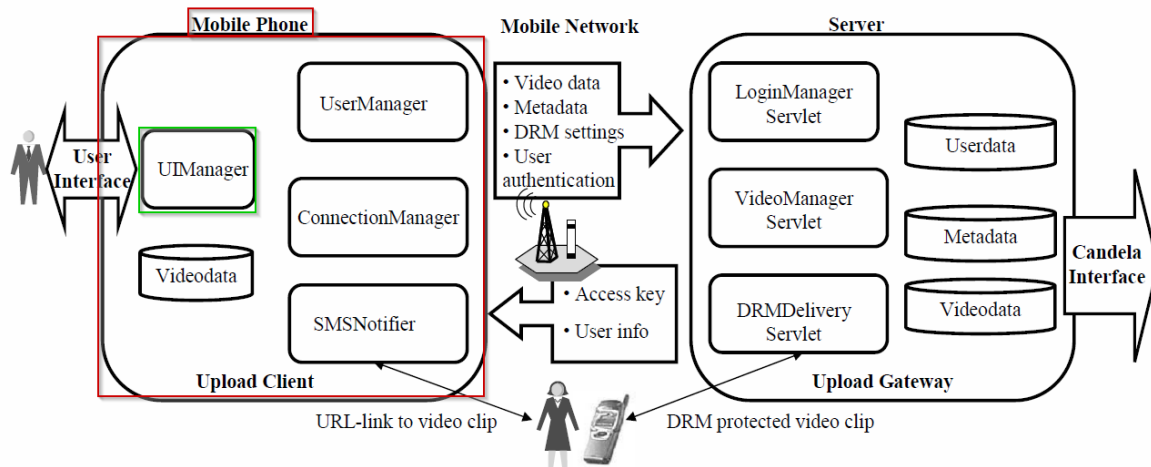 Mobile Phone
Mobile Network
Server
User
Interface
UIManager
Videodata
UserManager
ConnectionManager
SMSNotifier
Upload Client
• Video data
• Metadata
• DRM settings
• User
authentication
• Access key
• User info
LoginManager
Servlet
VideoManager
Servlet
DRMDelivery
Servlet
Userdata
Metadata
Videodata
Upload Gateway
Candela
Interface
URL-link to video clip
DRM protected video clip